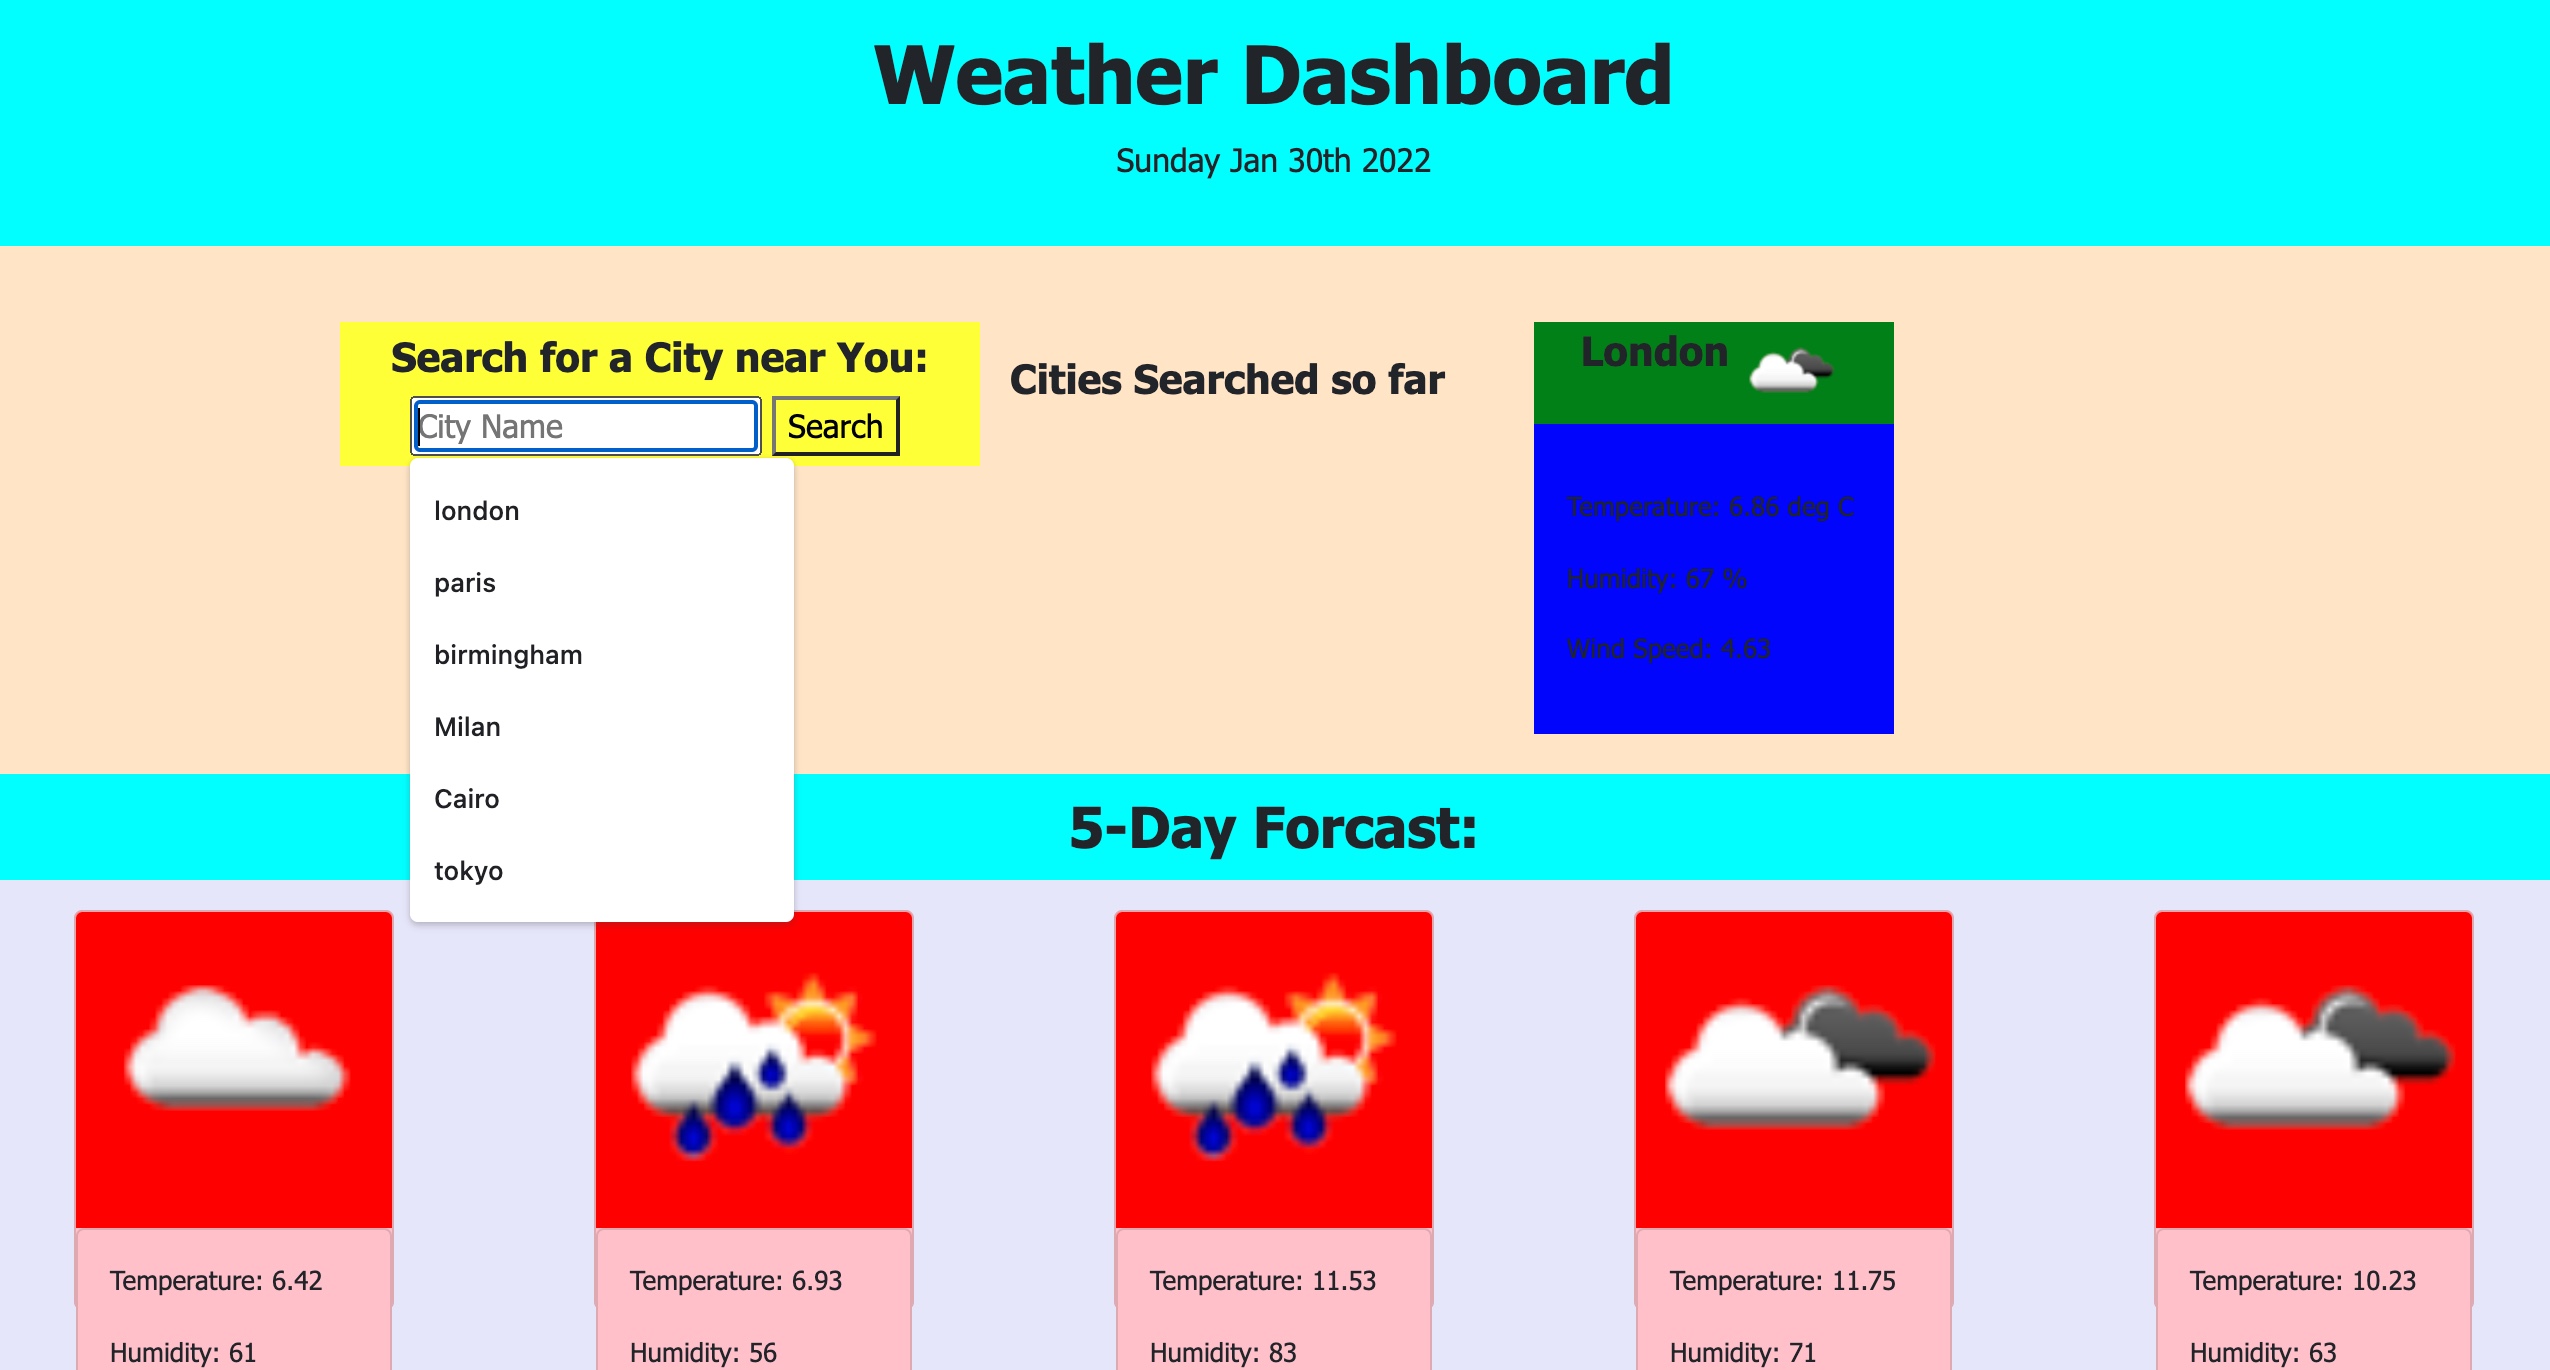 Weather Dashboard
Sunday Jan 30th 2022
Search for a City near You:
City Name
Search
london
paris
birmingham
Milan
Cairo
tokyo
Cities Searched so far
London
Temperature: 6.86 deg C
Humidity: 67 %
Wind Speed: 4.63
5-Day Forcast:
Temperature: 6.42
Humidity: 61
Temperature: 6.93
Humidity: 56
Temperature: 11.53
Humidity: 83
Temperature: 11.75
Humidity: 71
Temperature: 10.23
Humidity: 63